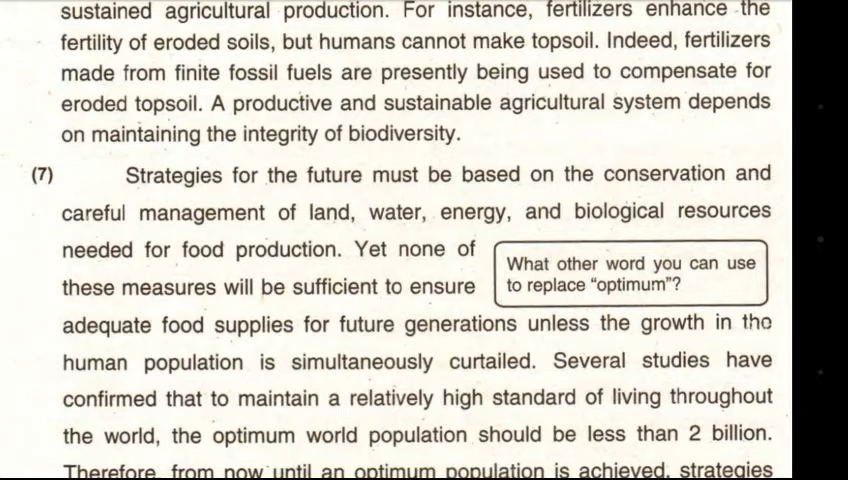 sustained agricultural production. For instance, fertilizers enhance the
fertility of eroded soils, but humans cannot make topsoil. Indeed, fertilizers
made from finite fossil fuels are presently being used to compensate for
eroded topsoil. A productive and sustainable agricultural system depends
on maintaining the integrity of biodiversity.
(7) Strategies for the future must be based on the conservation and
careful management of land, water, energy, and biological resources
needed for food production. Yet none of
these measures will be sufficient to ensure
What other word you can use
to replace “optimum”?
adequate food supplies for future generations unless the growth in the
human population is simultaneously curtailed. Several studies have
confirmed that to maintain a relatively high standard of living throughout
the world, the optimum world population should be less than 2 billion.
Therefore, from now until an optimum population is achieved, strategies